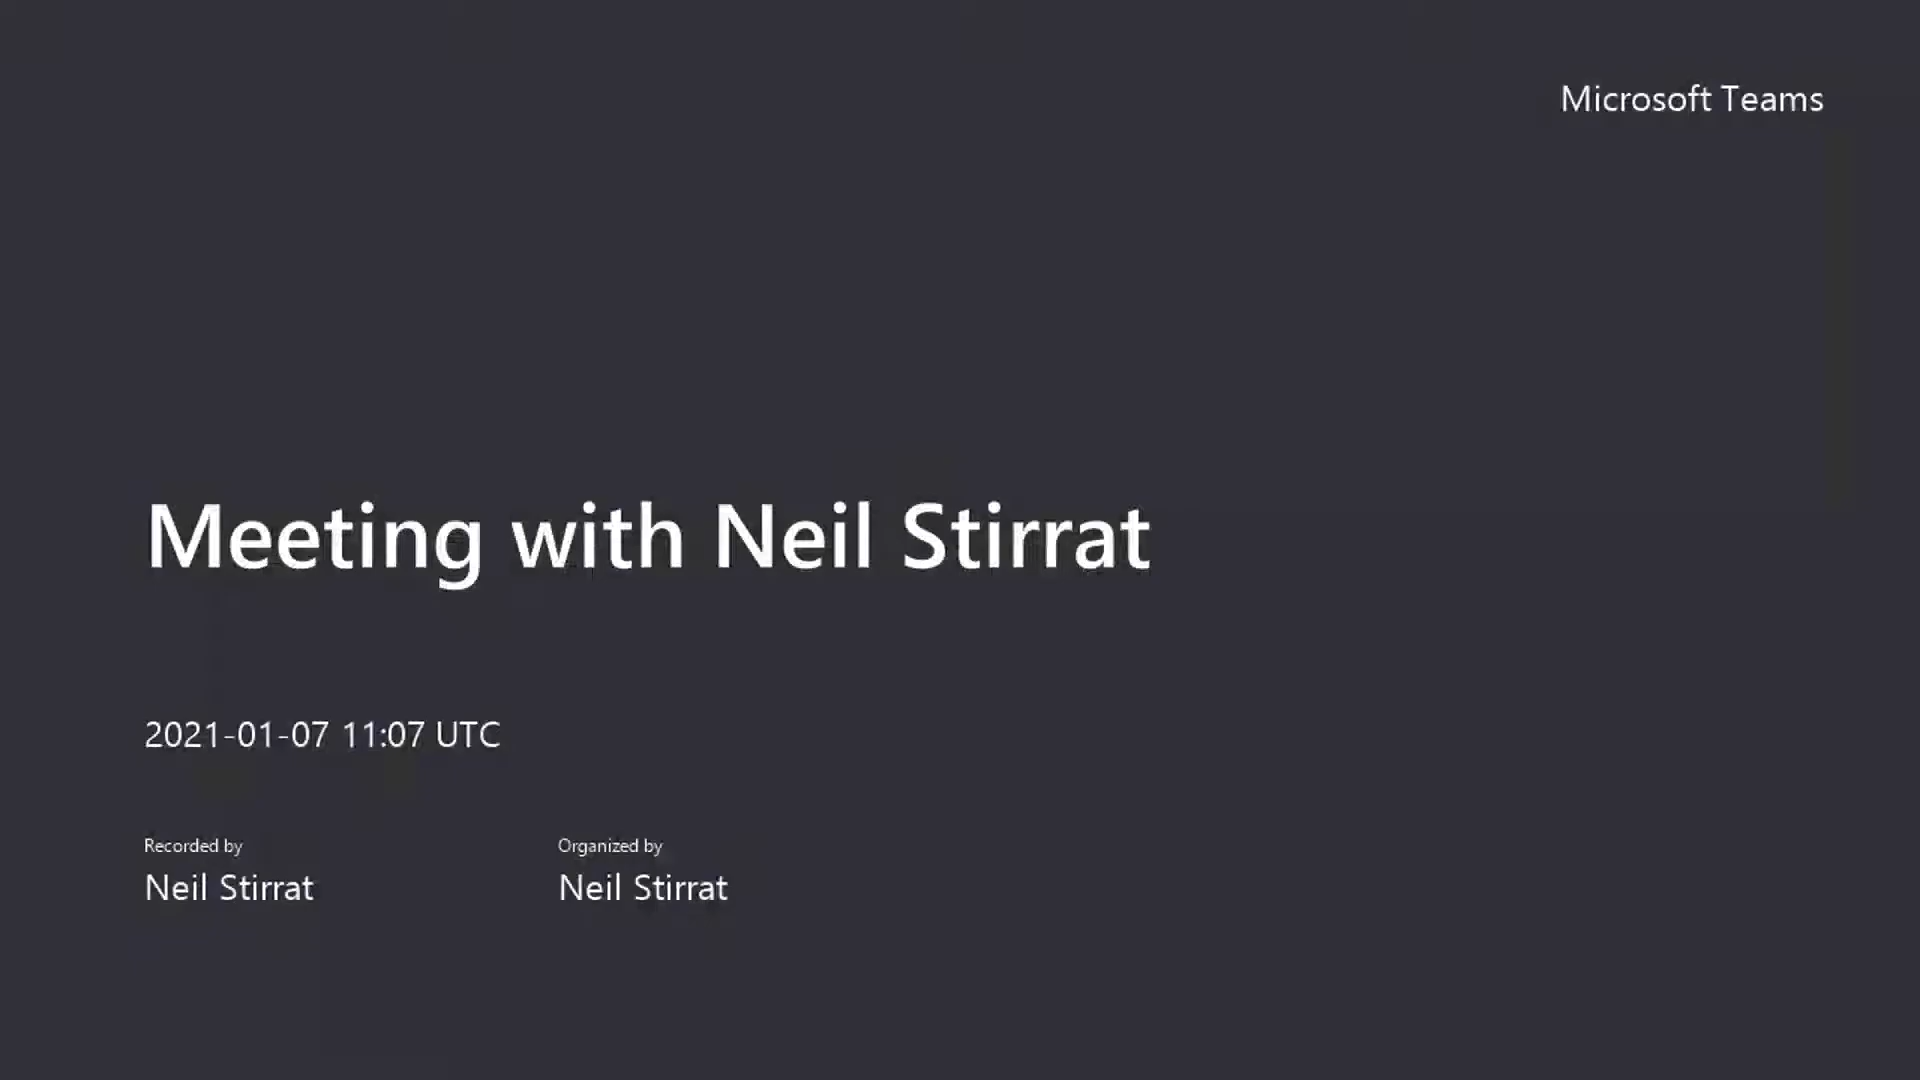 Microsoft Teams
Meeting with Neil Stirrat
2021-01-07 11:07 UTC
Recorded by
Neil Stirrat
Organized by
Neil Stirrat